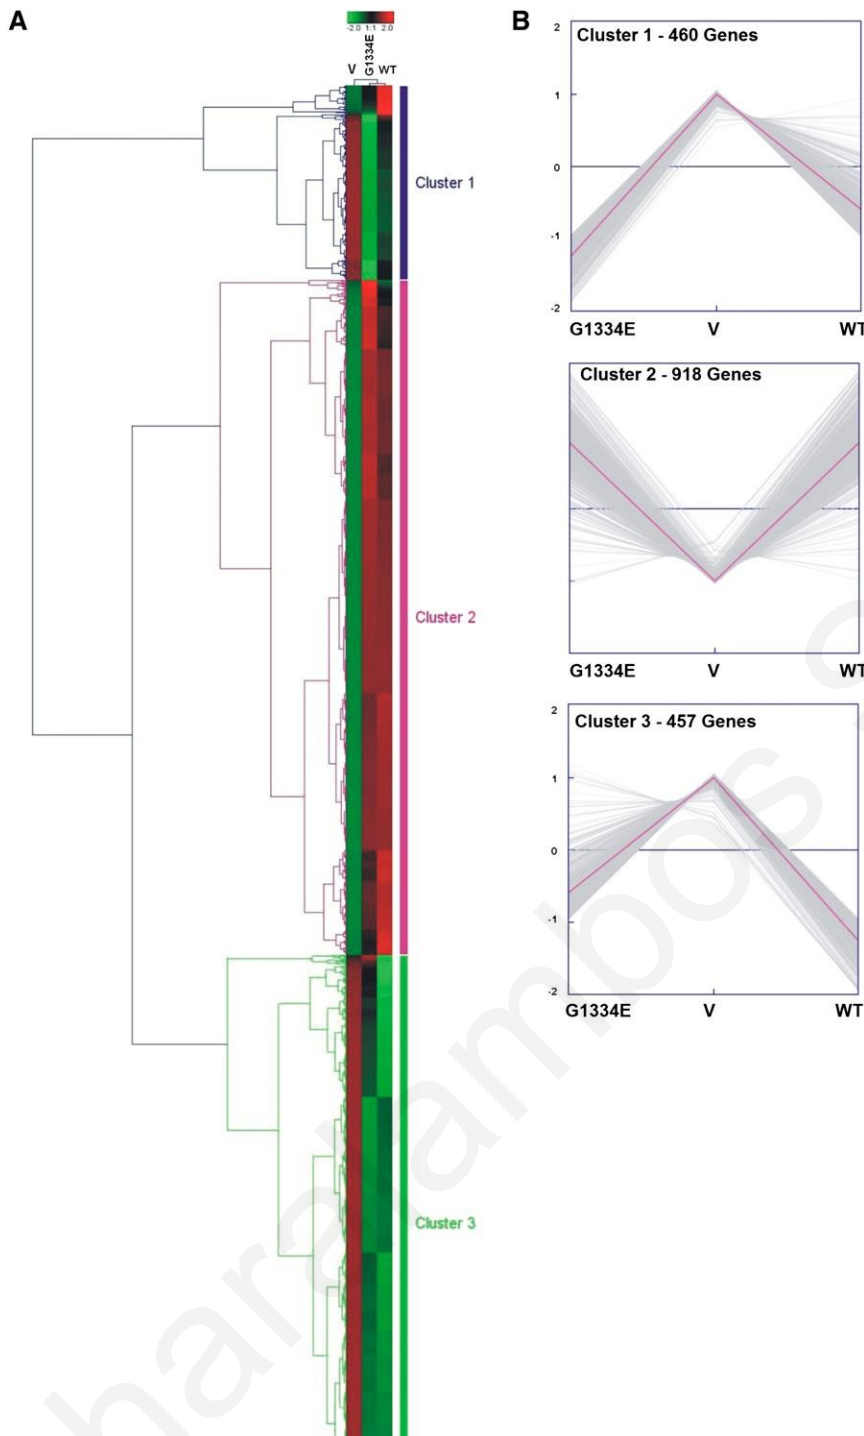 A
-2.0 1:1 2.0
V G1334E WT
Cluster 1
Cluster 2
Cluster 3
B
Cluster 1 - 460 Genes
2
1
0
-1
-2
G1334E V WT
Cluster 2 - 918 Genes
G1334E V WT
Cluster 3 - 457 Genes
2
1
0
-1
-2
G1334E V WT
haralambos